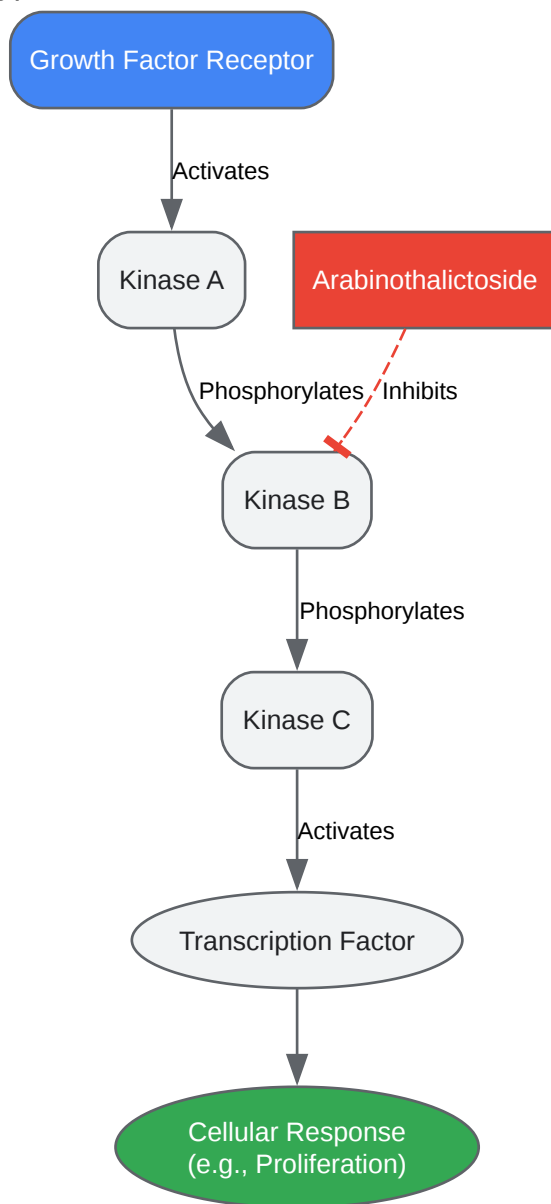 Growth Factor Receptor
Activates
Kinase A
Arabinothalictoside
Phosphorylates
Inhibits
Kinase B
Phosphorylates
Kinase C
Activates
Transcription Factor
Cellular Response
(e.g., Proliferation)